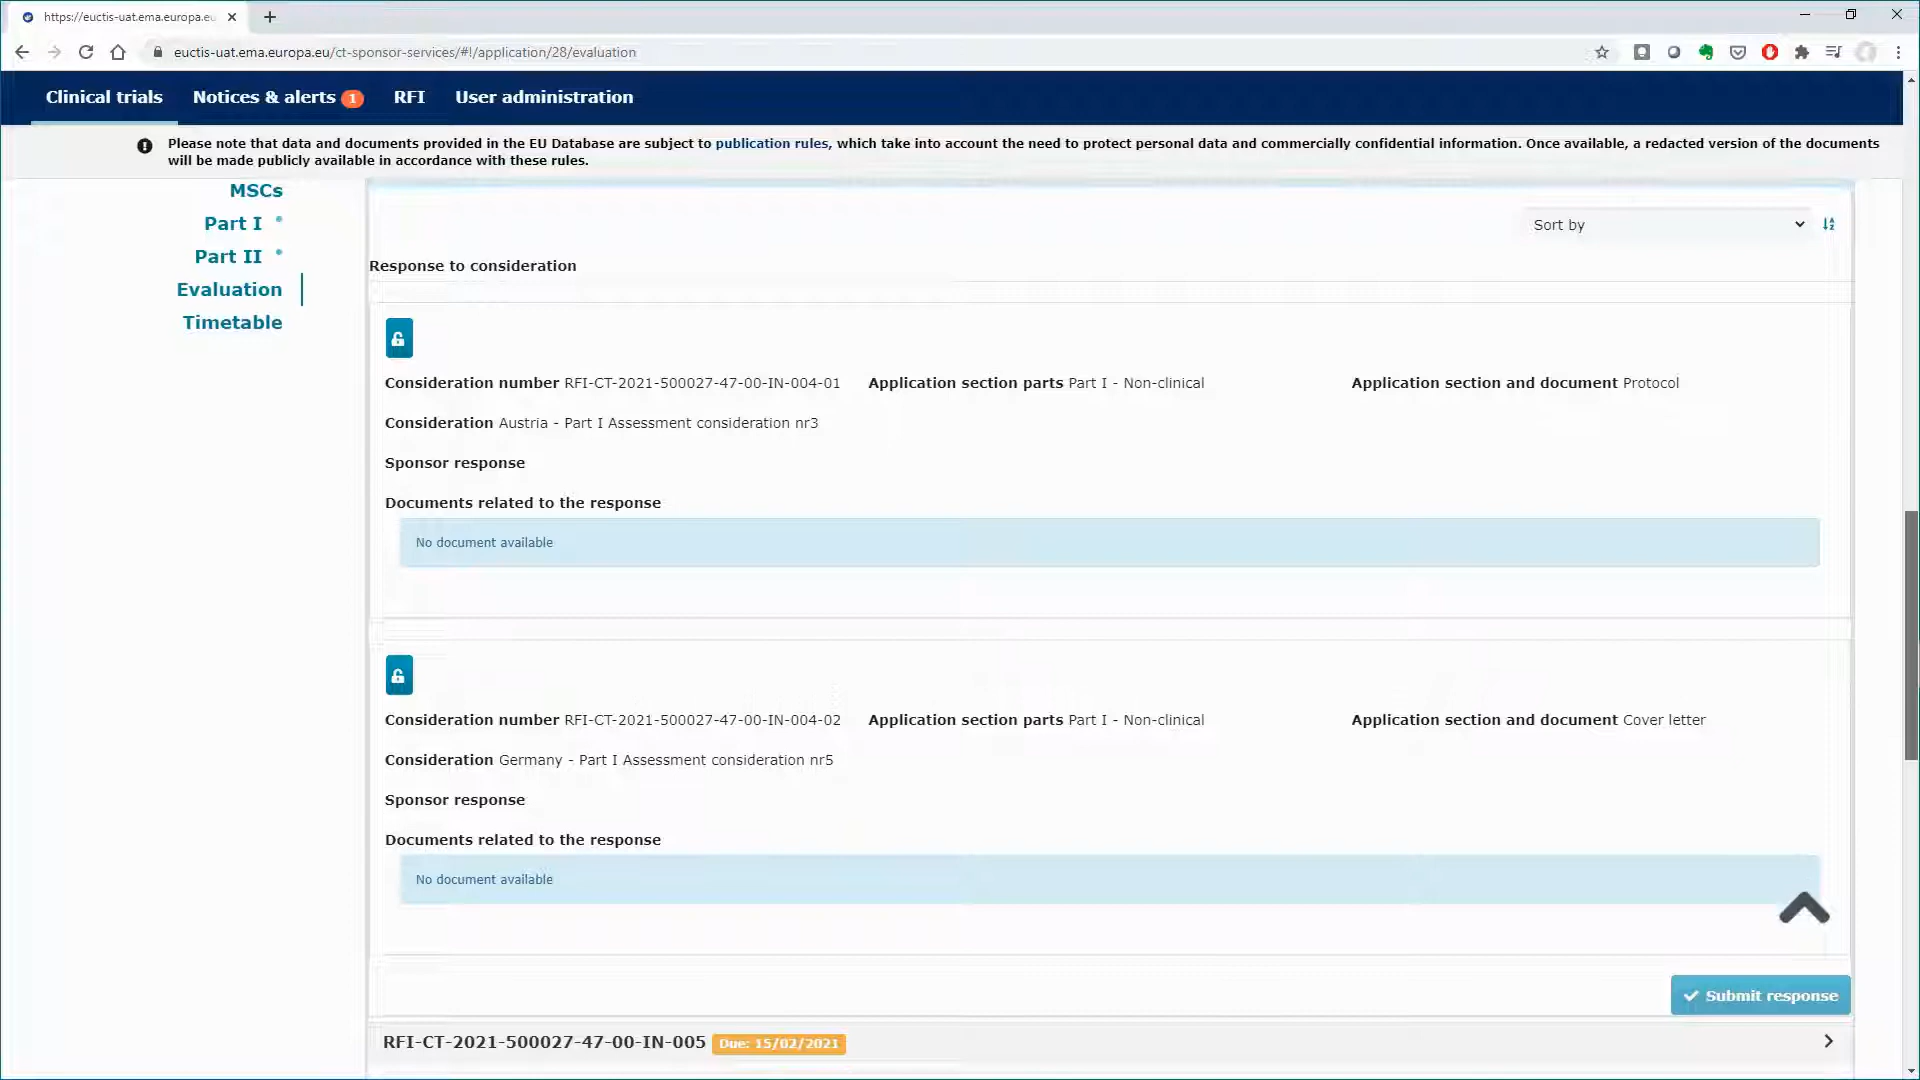 https://euctis-uat.ema.europa.eu
euctis-uat.ema.europa.eu/ct-sponsor-services/#!/application/28/evaluation
Clinical trials Notices & alerts 1 RFI User administration
Please note that data and documents provided in the EU Database are subject to publication rules, which take into account the need to protect personal data and commercially confidential information. Once available, a redacted version of the documents
will be made publicly available in accordance with these rules.
MSCs
Part I
Part II
Evaluation
Timetable
Sort by
Response to consideration
Consideration number RFI-CT-2021-500027-47-00-IN-004-01 Application section parts Part I - Non-clinical Application section and document Protocol
Consideration Austria - Part I Assessment consideration nr3
Sponsor response
Documents related to the response
No document available
Consideration number RFI-CT-2021-500027-47-00-IN-004-02 Application section parts Part I - Non-clinical Application section and document Cover letter
Consideration Germany - Part I Assessment consideration nr5
Sponsor response
Documents related to the response
No document available
Submit response
RFI-CT-2021-500027-47-00-IN-005 Due: 15/02/2021